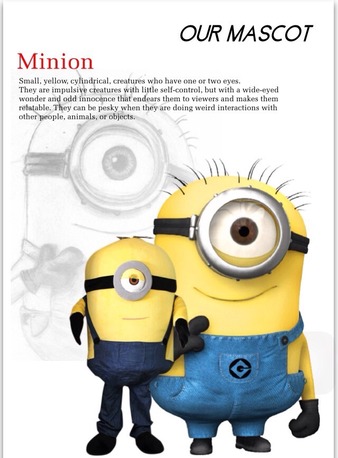 OUR MASCOT
Minion
Small, yellow, cylindrical, creatures who have one or two eyes.
They are impulsive creatures with little self-control, but with a wide-eyed
wonder and odd innocence that endears them to viewers and makes them
relatable. They can be pesky when they are doing weird interactions with
other people, animals, or objects.